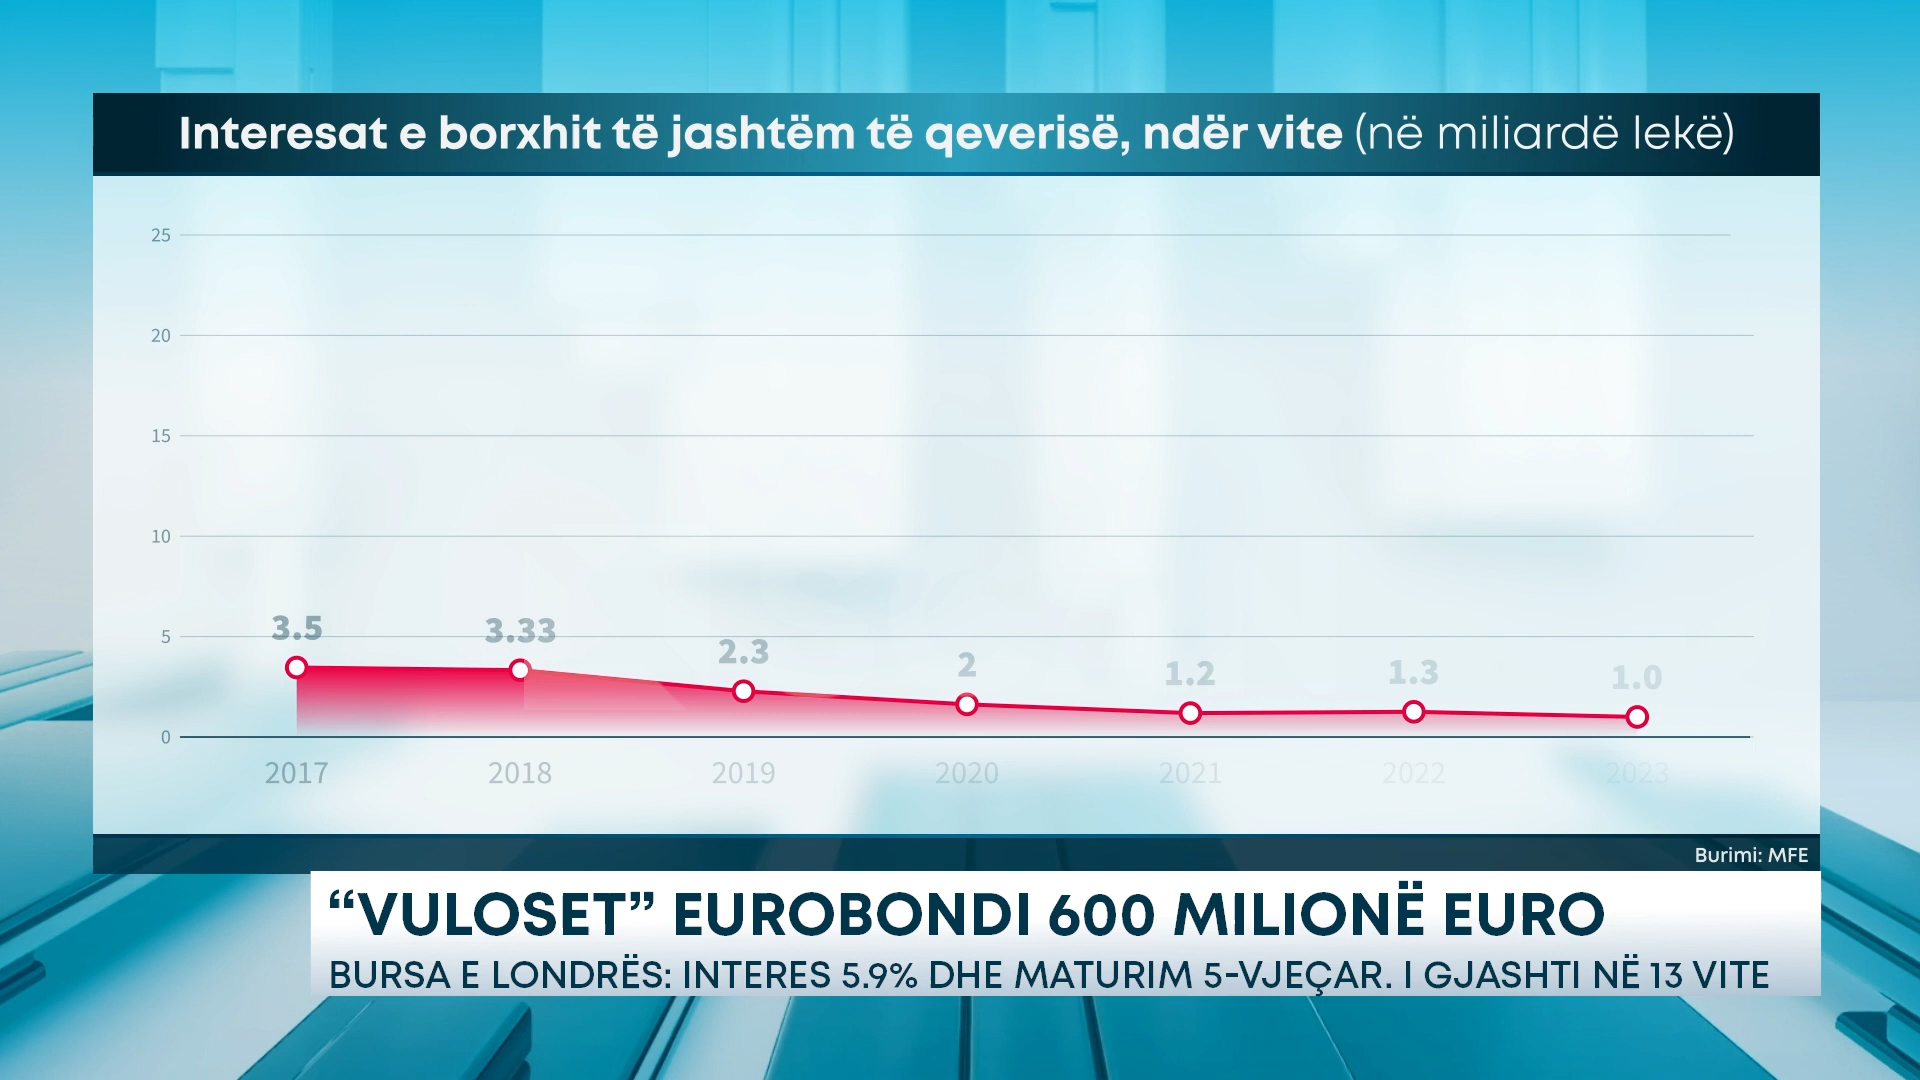 Interesat e borxhit të jashtëm të qeverisë, ndër vite (në miliardë lekë)
25
20
15
10
5
0
3.5 3.33 2.3 2 1.2 1.3 1.0
2017 2018 2019 2020 2021 2022 2023
Burimi: MFE
“VULOSET” EUROBONDI 600 MILIONË EURO
BURSA E LONDRËS: INTERES 5.9% DHE MATURIM 5-VJEÇAR. I GJASHTI NË 13 VITE